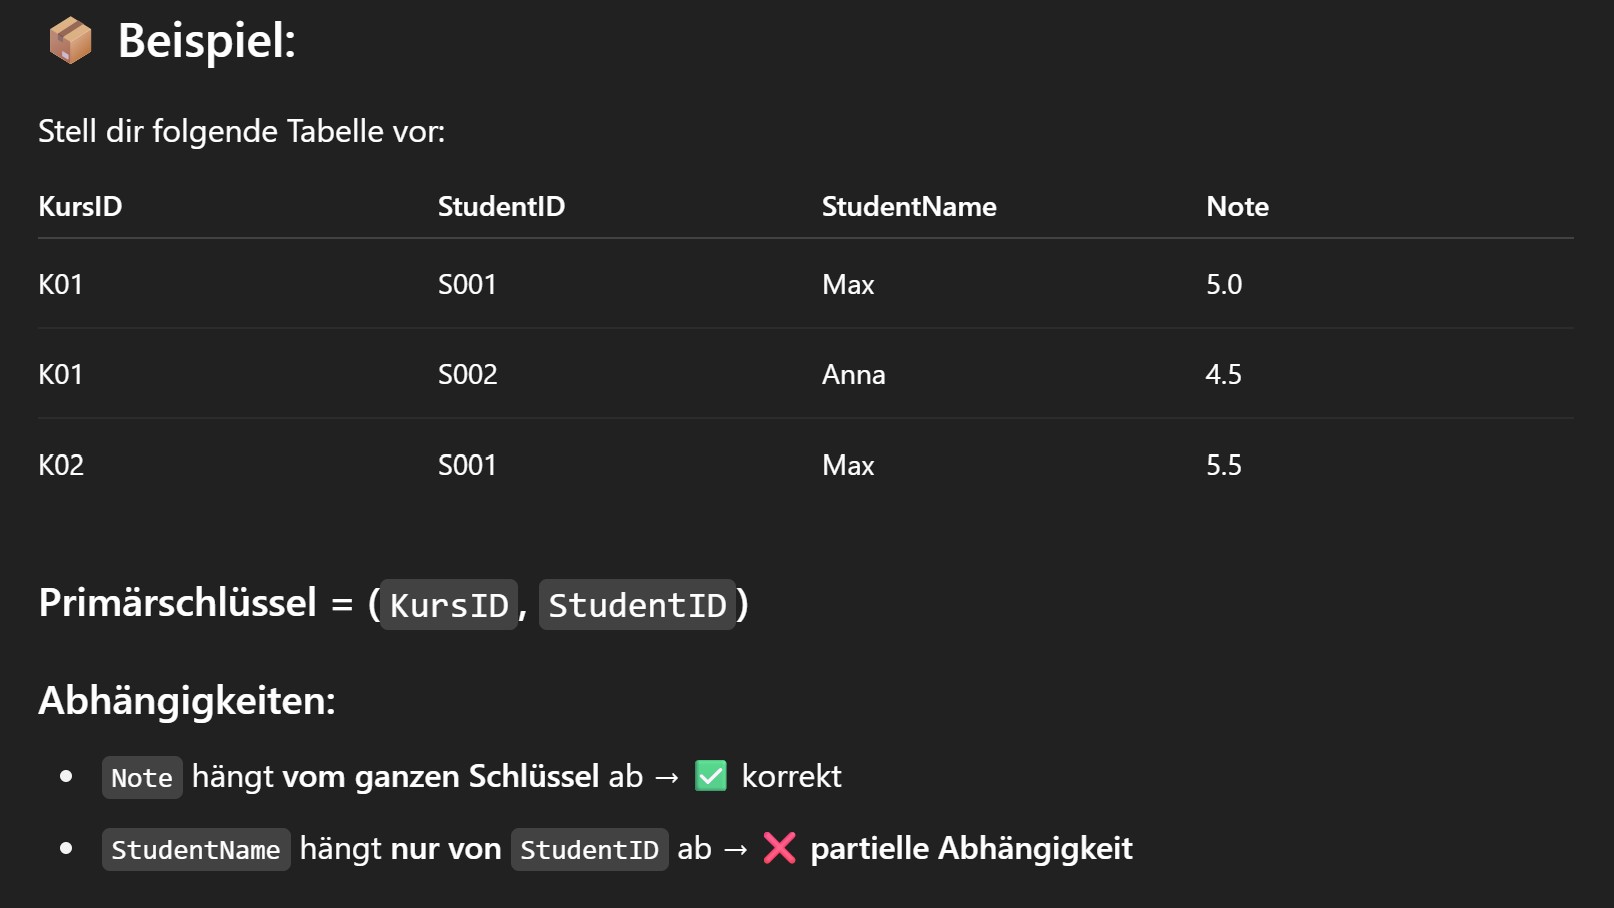 📦 Beispiel:
Stell dir folgende Tabelle vor:
KursID StudentID StudentName Note
K01 S001 Max 5.0
K01 S002 Anna 4.5
K02 S001 Max 5.5
Primärschlüssel = (KursID, StudentID)
Abhängigkeiten:
• Note hängt vom ganzen Schlüssel ab → ✅ korrekt
• StudentName hängt nur von StudentID ab → ❌ partielle Abhängigkeit